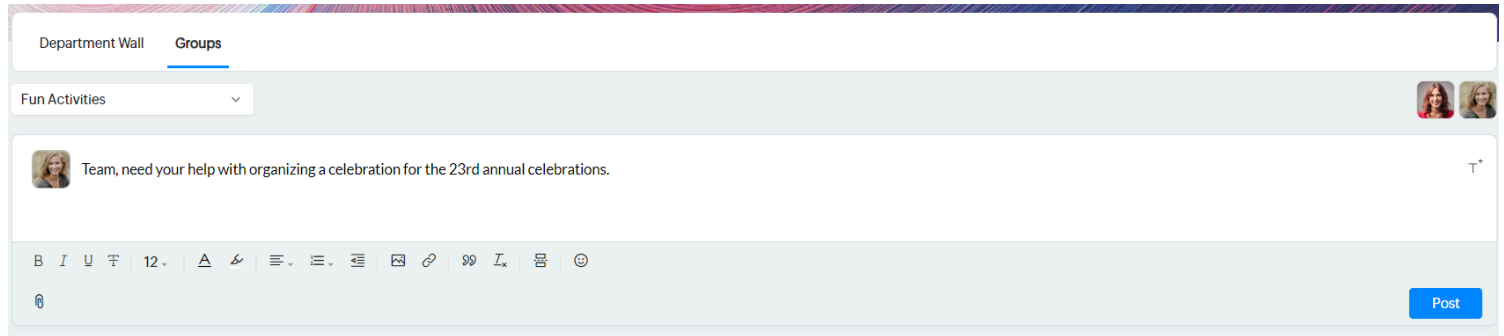 Department Wall Groups
Fun Activities
Team, need your help with organizing a celebration for the 23rd annual celebrations.
B I U T 12 A
Post